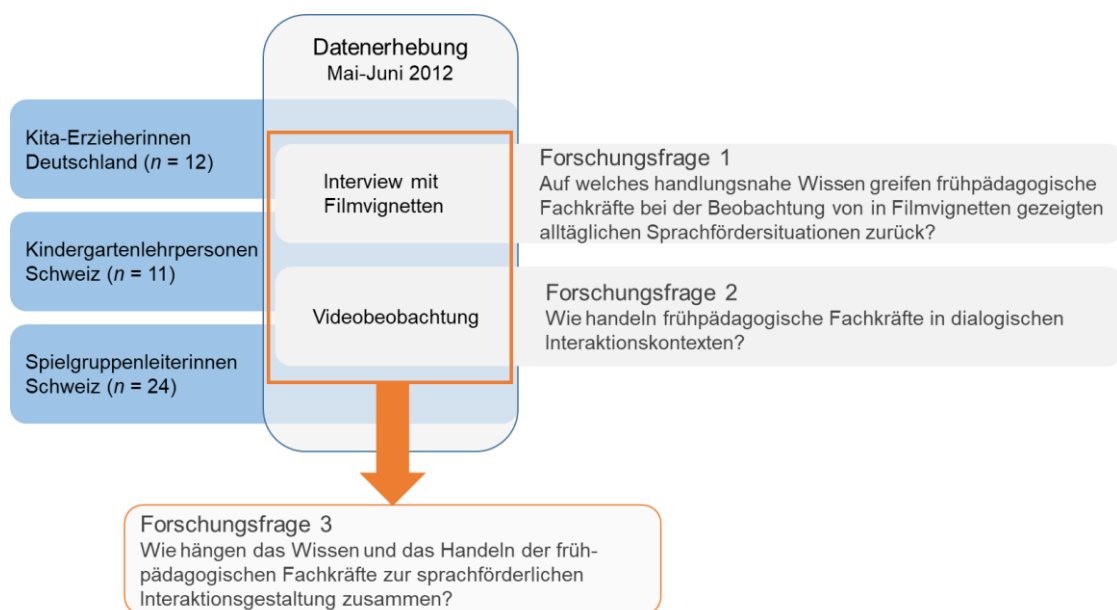 Datenerhebung
Mai-Juni 2012
Kita-Erzieherinnen
Deutschland (n = 12)
Kindergartenlehrpersonen
Schweiz (n = 11)
Spielgruppenleiterinnen
Schweiz (n = 24)
Interview mit
Filmvignetten
Videobeobachtung
Forschungsfrage 1
Auf welches handlungsnahe Wissen greifen frühpädagogische
Fachkräfte bei der Beobachtung von in Filmvignetten gezeigten
alltäglichen Sprachfördersituationen zurück?
Forschungsfrage 2
Wie handeln frühpädagogische Fachkräfte in dialogischen
Interaktionskontexten?
Forschungsfrage 3
Wie hängen das Wissen und das Handeln der früh-
pädagogischen Fachkräfte zur sprachförderlichen
Interaktionsgestaltung zusammen?